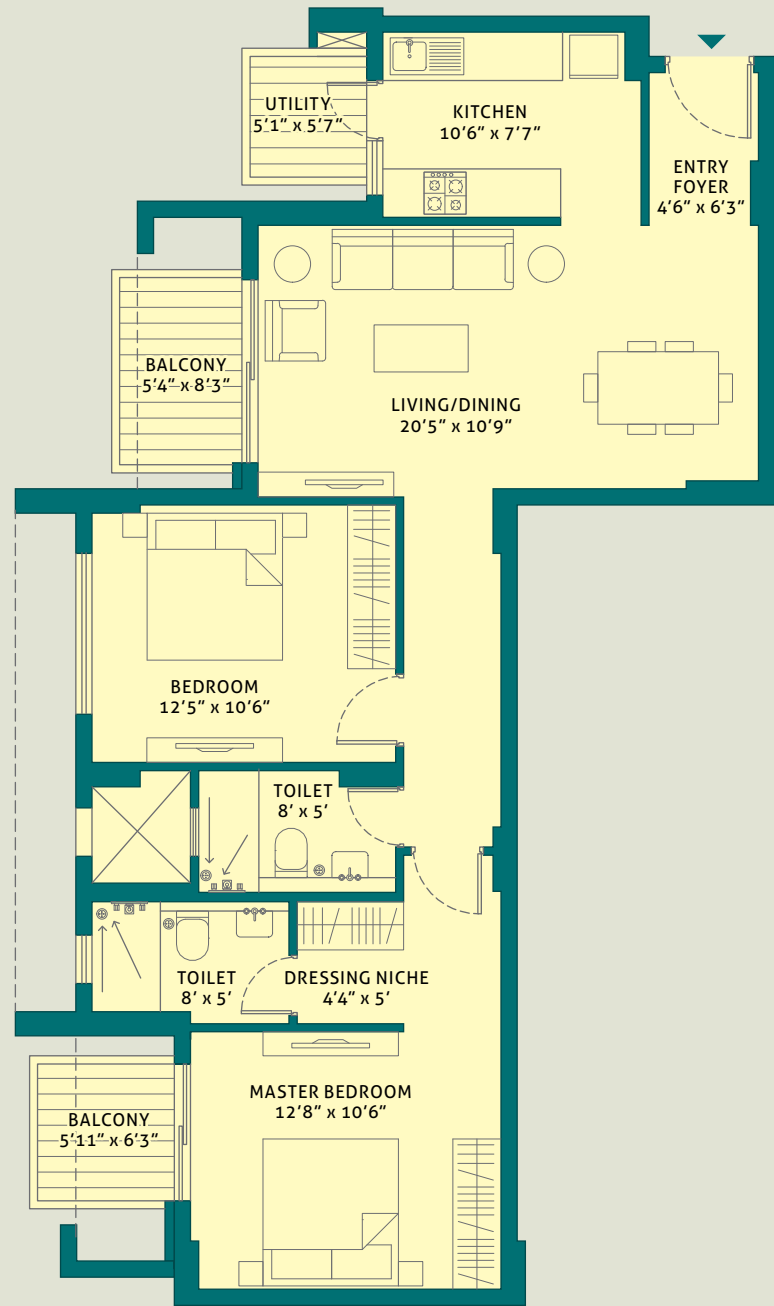 UTILITY
5'1" x 5'7"
KITCHEN
10'6" x 7'7"
ENTRY
FOYER
4'6" x 6'3"
BALCONY
5'4" x 8'3"
LIVING/DINING
20'5" x 10'9"
BEDROOM
12'5" x 10'6"
TOILET
8' x 5'
TOILET
8' x 5'
DRESSING NICHE
4'4" x 5'
MASTER BEDROOM
12'8" x 10'6"
BALCONY
5'11" x 6'3"